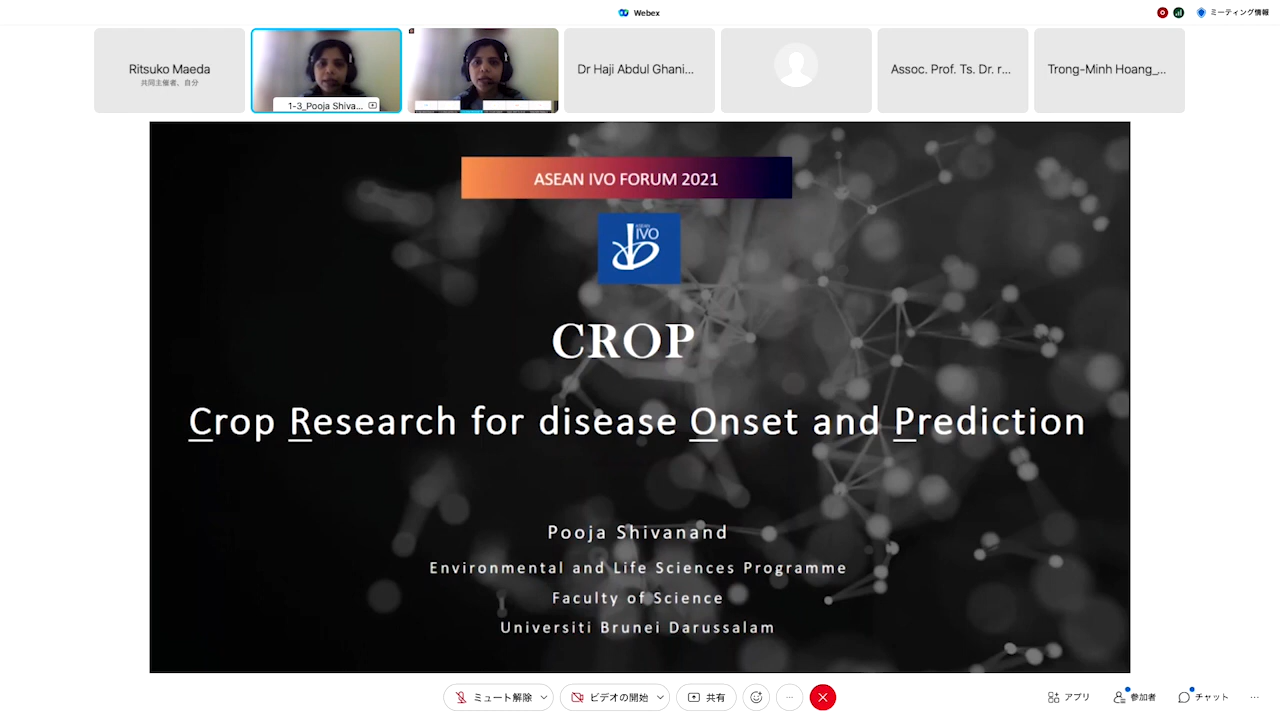 Webex
ミーティング情報
Ritsuko Maeda
共同主催者、自分
1-3_Pooja Shiva...
Dr Haji Abdul Ghani...
Assoc. Prof. Ts. Dr. r...
Trong-Minh Hoang_...
ASEAN IVO FORUM 2021
ASEAN
IVO
CROP
Crop Research for disease Onset and Prediction
Pooja Shivanand
Environmental and Life Sciences Programme
Faculty of Science
Universiti Brunei Darussalam
ミュート解除
ビデオの開始
共有
アプリ
参加者
チャット